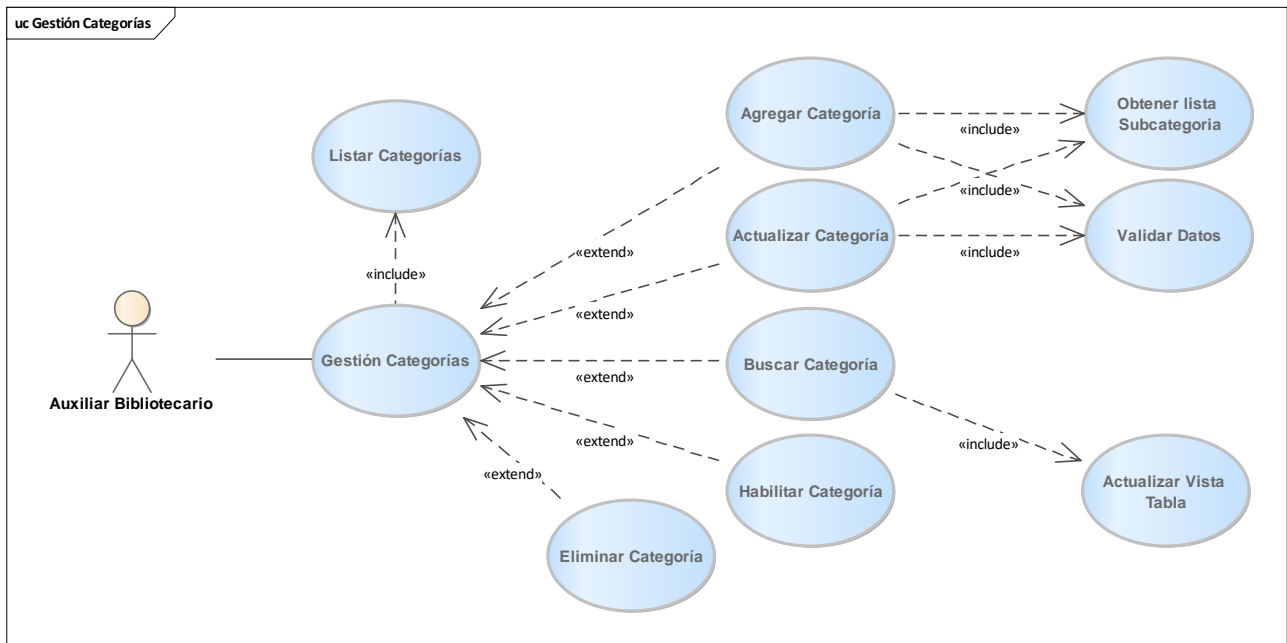 uc Gestión Categorías
Agregar Categoría
Obtener lista
Subcategoria
Listar Categorías
«include»
«include»
Actualizar Categoría
Validar Datos
«extend»
«include»
«include»
«extend»
Gestión Categorías
Buscar Categoría
«extend»
Auxiliar Bibliotecario
«extend»
«include»
«extend»
Habilitar Categoría
Actualizar Vista
Tabla
Eliminar Categoría